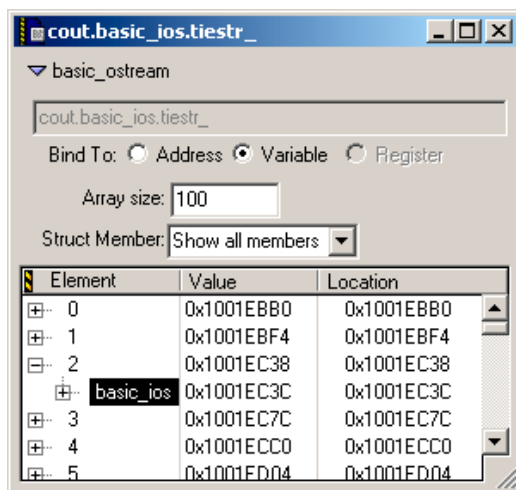 cout.basic_ios.tiestr_
basic_ostream
cout.basic_ios.tiestr_
Bind To: Address Variable Register
Array size: 100
Struct Member: Show all members
Element Value Location
0 0x1001EBB0 0x1001EBB0
1 0x1001EBF4 0x1001EBF4
2 0x1001EC38 0x1001EC38
basic_ios 0x1001EC3C 0x1001EC3C
3 0x1001EC7C 0x1001EC7C
4 0x1001ECC0 0x1001ECC0
5 0x1001ED04 0x1001ED04